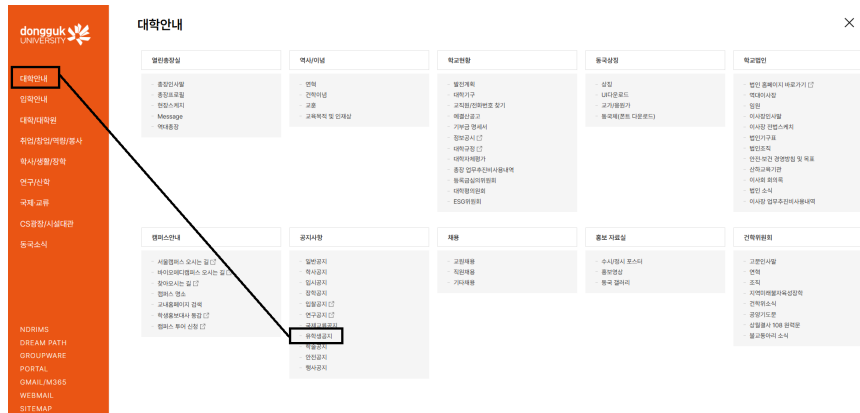 dongguk
UNIVERSITY
대학안내
입학안내
대학/대학원
취업/창업/역량/봉사
학사/생활/장학
연구/산학
국제·교류
CS광장/시설대관
동국소식
NDRIMS
DREAM PATH
GROUPWARE
PORTAL
GMAIL/M365
WEBMAIL
SITEMAP
대학안내
열린총장실
총장인사말
총장프로필
현장스케치
Message
역대총장
역사/이념
연혁
건학이념
교훈
교육목적 및 인재상
학교현황
발전계획
대학기구
교직원/전화번호 찾기
예결산공고
기부금 명세서
정보공시
대학규정
대학자체평가
총장 업무추진비사용내역
등록금심의위원회
대학평의원회
ESG위원회
동국상징
상징
UI다운로드
교가/응원가
동국체(폰트 다운로드)
학교법인
법인 홈페이지 바로가기
역대이사장
임원
이사장인사말
이사장 전법스케치
법인기구표
법인조직
안전·보건 경영방침 및 목표
산하교육기관
이사회 회의록
법인 소식
이사장 업무추진비사용내역
캠퍼스안내
서울캠퍼스 오시는 길
바이오메디캠퍼스 오시는 길
찾아오시는 길
캠퍼스 명소
교내홈페이지 검색
학생홍보대사 동감
캠퍼스 투어 신청
공지사항
일반공지
학사공지
입시공지
장학공지
입찰공지
연구공지
국제교류공지
유학생공지
학술공지
안전공지
행사공지
채용
교원채용
직원채용
기타채용
홍보 자료실
수시/정시 포스터
홍보영상
동국 갤러리
건학위원회
고문인사말
연혁
조직
지역미래불자육성장학
건학위소식
공양기도문
상월결사 108 원력문
불교동아리 소식